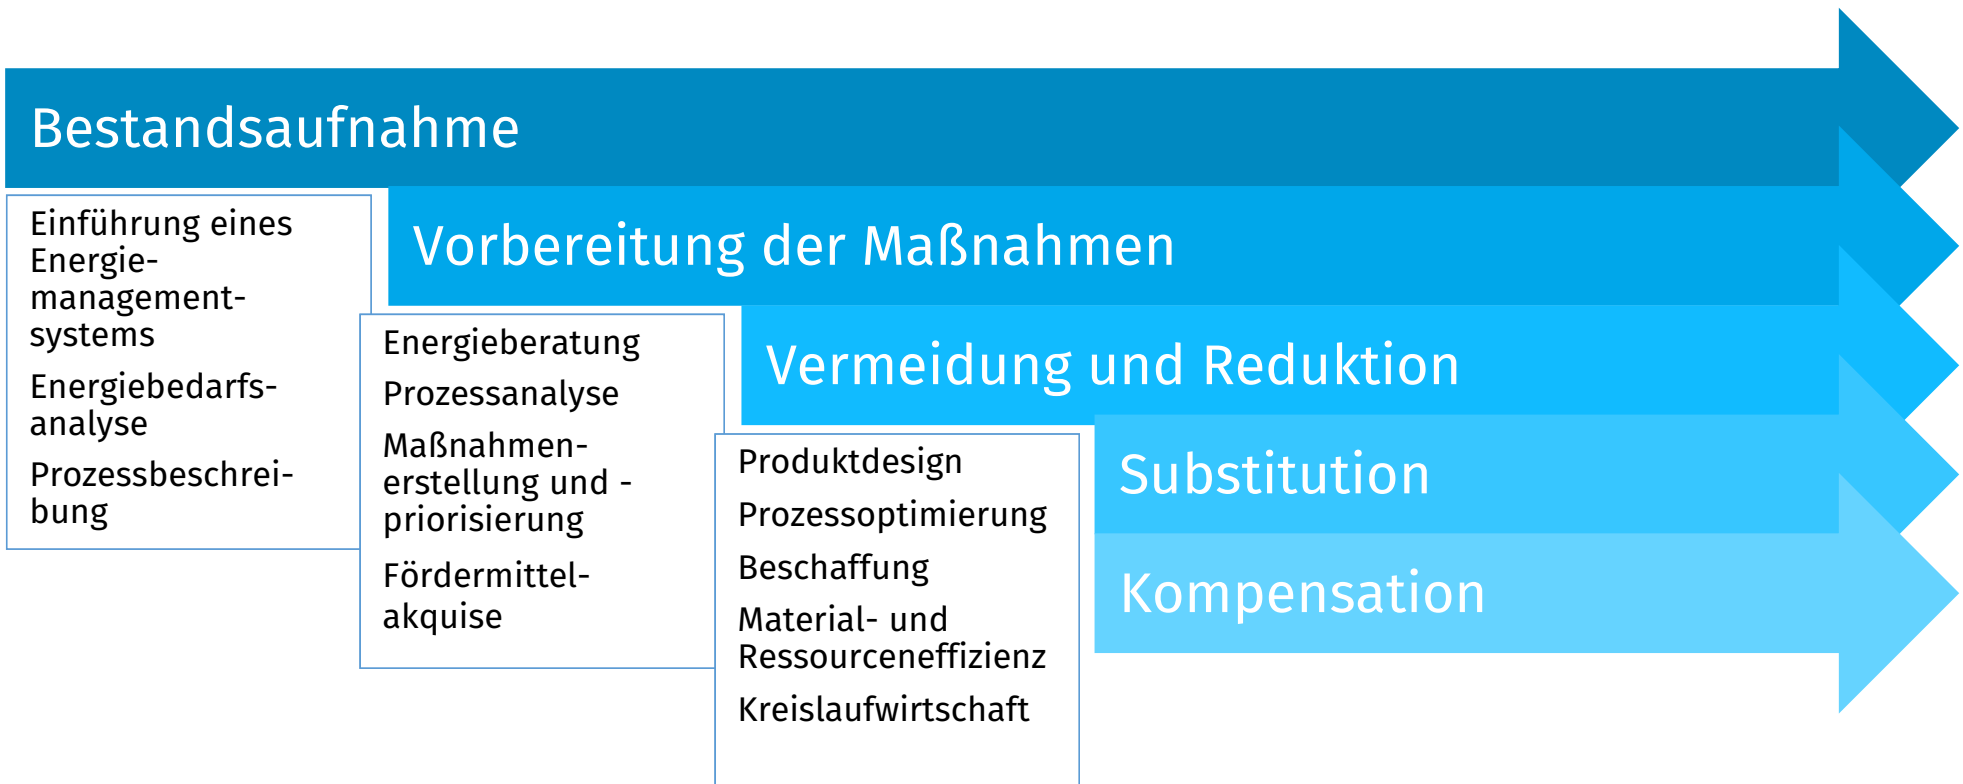 Bestandsaufnahme
Einführung eines
Energie-
management-
systems
Energiebedarfs-
analyse
Prozessbeschrei-
bung
Vorbereitung der Maßnahmen
Energieberatung
Prozessanalyse
Maßnahmen-
erstellung und -
priorisierung
Fördermittel-
akquise
Vermeidung und Reduktion
Produktdesign
Prozessoptimierung
Beschaffung
Material- und
Ressourceneffizienz
Kreislaufwirtschaft
Substitution
Kompensation